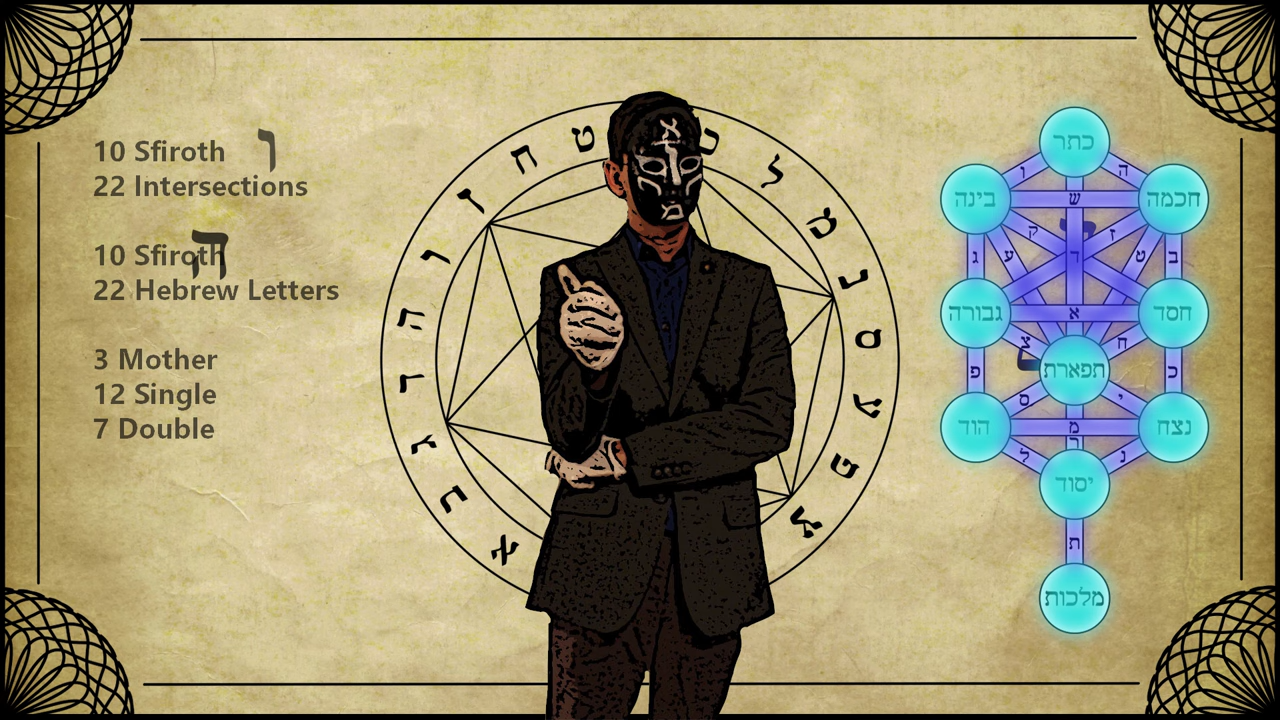 10 Sfiroth
22 Intersections
10 Sfiroth
22 Hebrew Letters
3 Mother
12 Single
7 Double
ו
ה
א
ב
ג
ד
ה
ו
ז
ח
ט
ל
מ
נ
ס
ע
פ
צ
א
כתר
ו
ה
בינה
ש
חכמה
ק
ז
ג
ע
ד
ט
ב
גבורה
א
חסד
צ
ח
פ
תפארת
כ
ס
י
הוד
מ
נצח
ר
ל
נ
יסוד
ת
מלכות